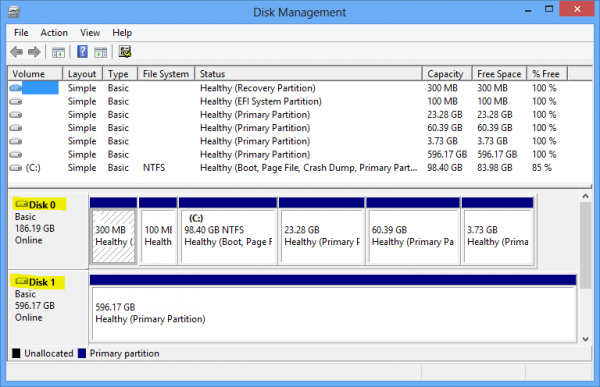 Disk Management
File Action View Help
Volume Layout Type File System Status Capacity Free Space % Free
Simple Basic Healthy (Recovery Partition) 300 MB 300 MB 100 %
Simple Basic Healthy (EFI System Partition) 100 MB 100 MB 100 %
Simple Basic Healthy (Primary Partition) 23.28 GB 23.28 GB 100 %
Simple Basic Healthy (Primary Partition) 60.39 GB 60.39 GB 100 %
Simple Basic Healthy (Primary Partition) 3.73 GB 3.73 GB 100 %
Simple Basic Healthy (Primary Partition) 596.17 GB 596.17 GB 100 %
(C:) Simple Basic NTFS Healthy (Boot, Page File, Crash Dump, Primary Part... 98.40 GB 83.98 GB 85 %
Disk 0
Basic
186.19 GB
Online
300 MB
Healthy (
100 MB
Health
(C:)
98.40 GB NTFS
Healthy (Boot, Page F
23.28 GB
Healthy (Primary F
60.39 GB
Healthy (Primary Pa
3.73 GB
Healthy (Prima
Disk 1
Basic
596.17 GB
Online
596.17 GB
Healthy (Primary Partition)
Unallocated Primary partition